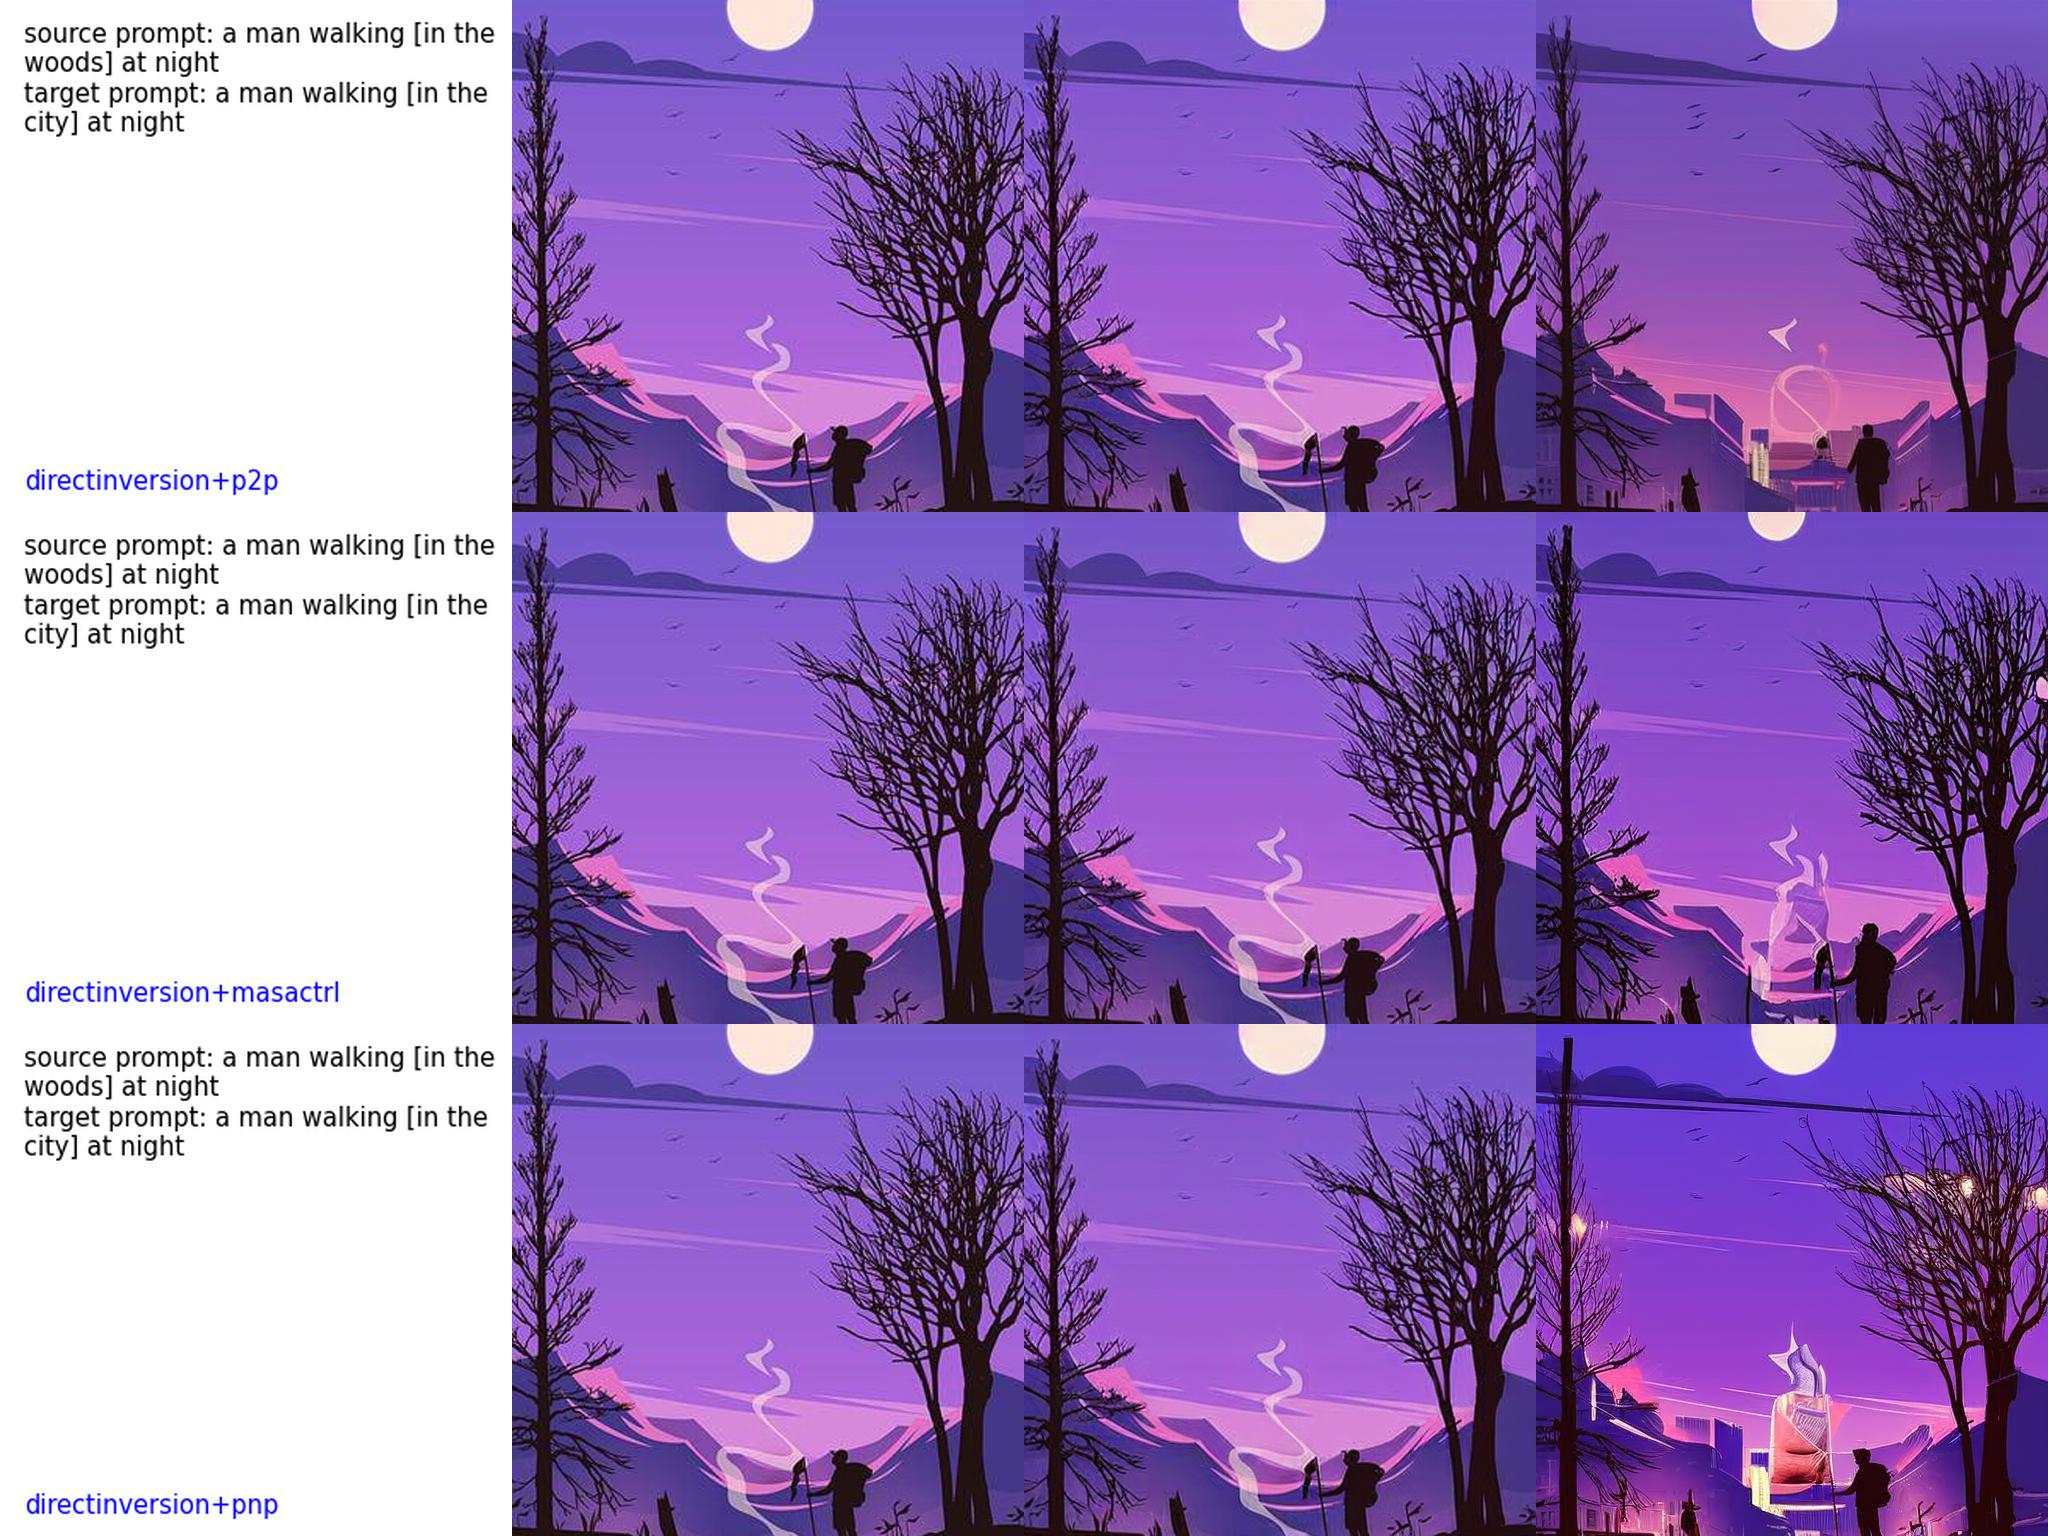 source prompt: a man walking [in the
woods] at night
target prompt: a man walking [in the
city] at night
directinversion+p2p
source prompt: a man walking [in the
woods] at night
target prompt: a man walking [in the
city] at night
directinversion+masactrl
source prompt: a man walking [in the
woods] at night
target prompt: a man walking [in the
city] at night
directinversion+pnp